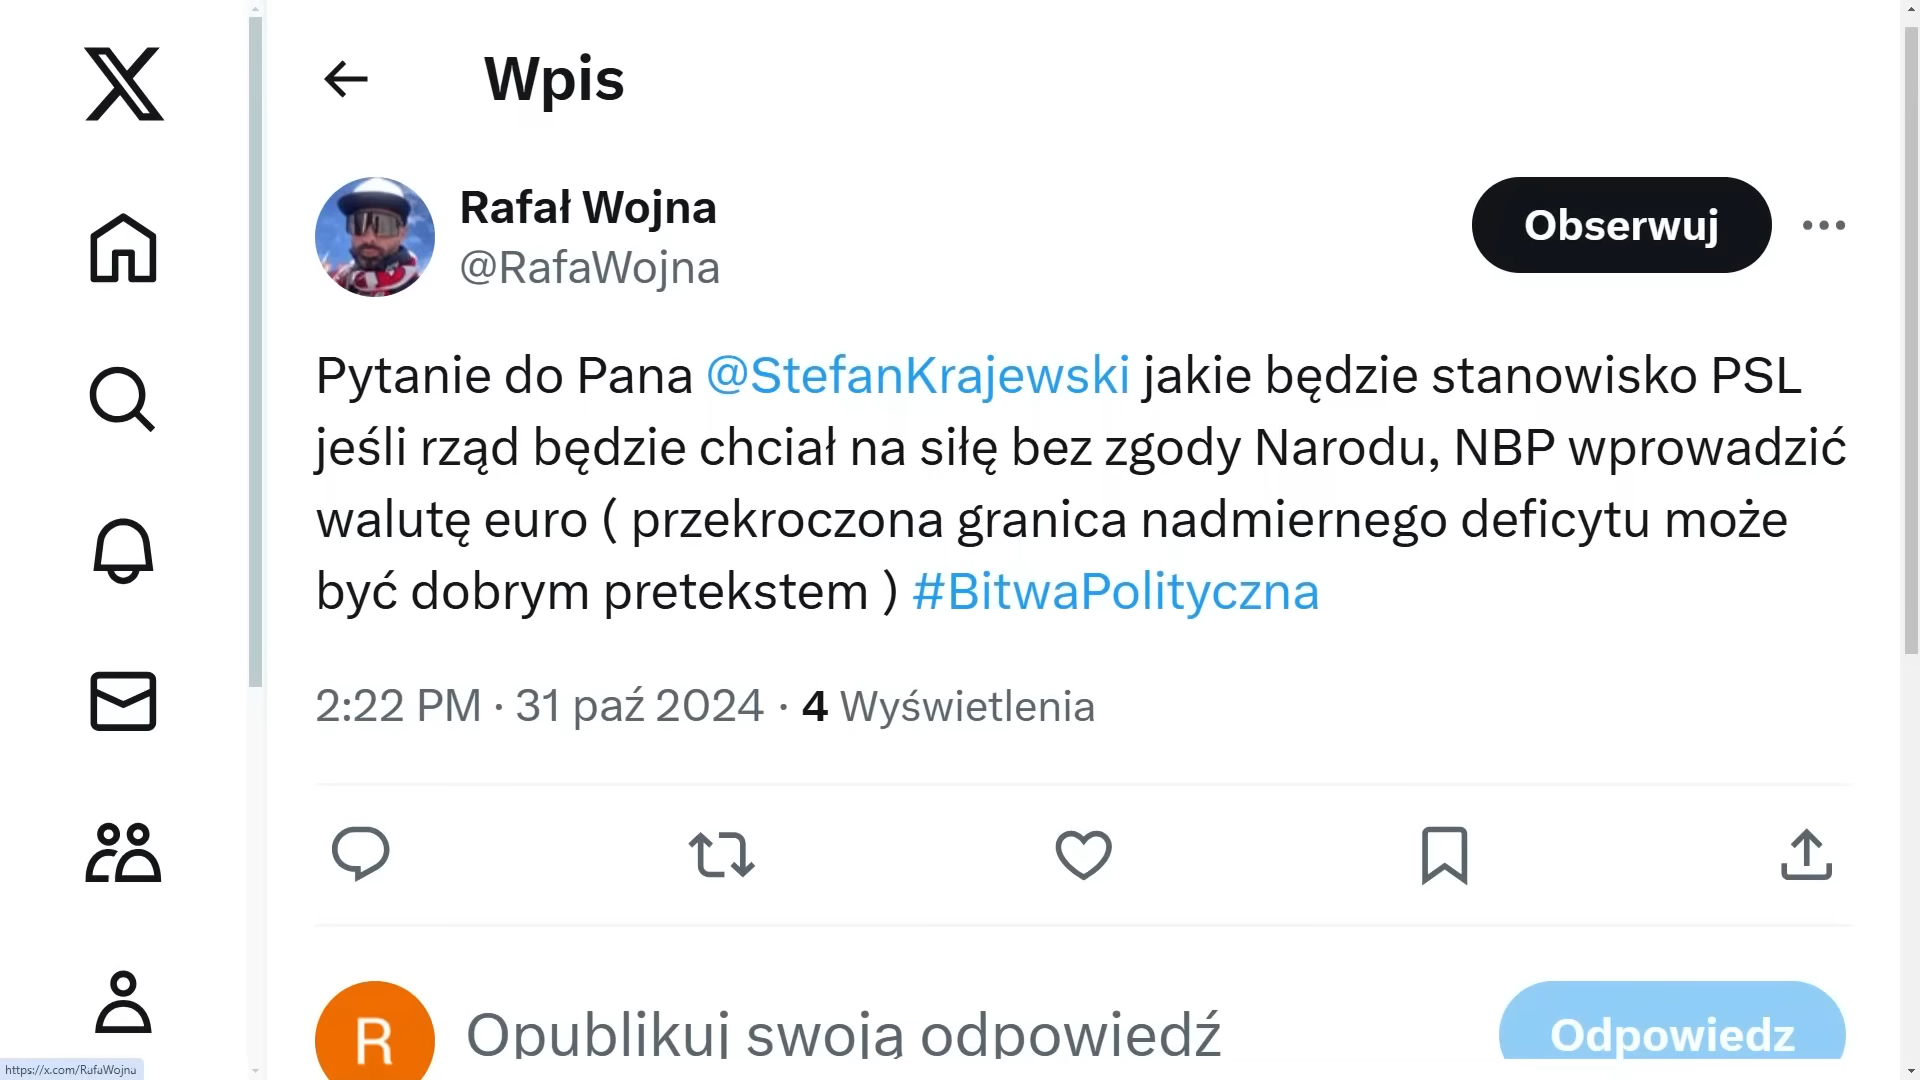 Wpis
Rafał Wojna
@RafaWojna
Obserwuj
Pytanie do Pana @StefanKrajewski jakie będzie stanowisko PSL
jeśli rząd będzie chciał na siłę bez zgody Narodu, NBP wprowadzić
walutę euro ( przekroczona granica nadmiernego deficytu może
być dobrym pretekstem ) #BitwaPolityczna
2:22 PM · 31 paź 2024 · 4 Wyświetlenia
R
Opublikuj swoją odpowiedź
Odpowiedz
https://x.com/RafaWojna